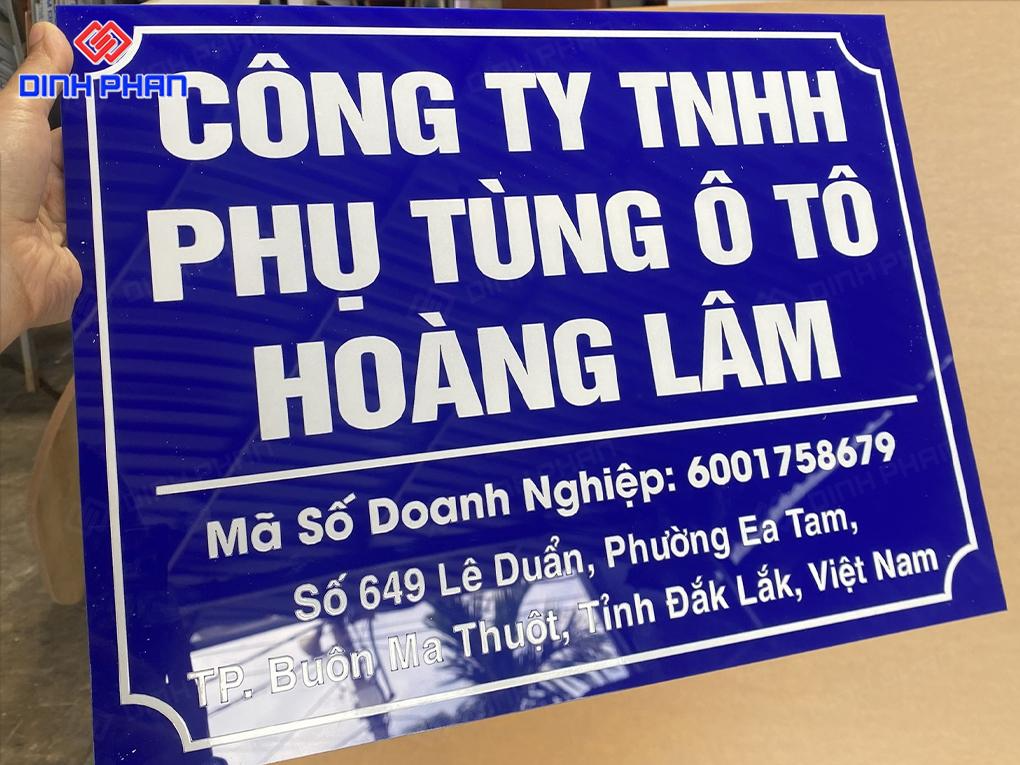 DINH PHAN
CÔNG TY TNHH
PHỤ TÙNG Ô TÔ
HOÀNG LÂM
Mã Số Doanh Nghiệp: 6001758679
Số 649 Lê Duẩn, Phường Ea Tam,
TP. Buôn Ma Thuột, Tỉnh Đắk Lắk, Việt Nam